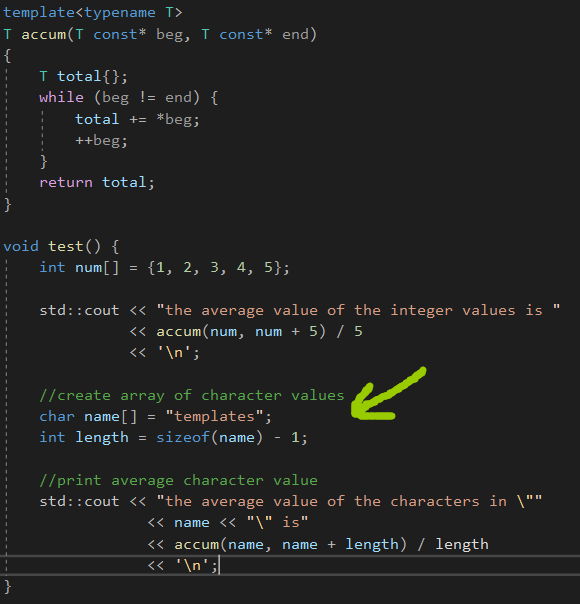 template<typename T>
T accum(T const* beg, T const* end)
{
    T total{};
    while (beg != end) {
        total += *beg;
        ++beg;
    }
    return total;
}

void test() {
    int num[] = {1, 2, 3, 4, 5};

    std::cout << "the average value of the integer values is "
              << accum(num, num + 5) / 5
              << '\n';

    //create array of character values
    char name[] = "templates";
    int length = sizeof(name) - 1;

    //print average character value
    std::cout << "the average value of the characters in \""
                << name << "\" is"
                << accum(name, name + length) / length
                << '\n';
}